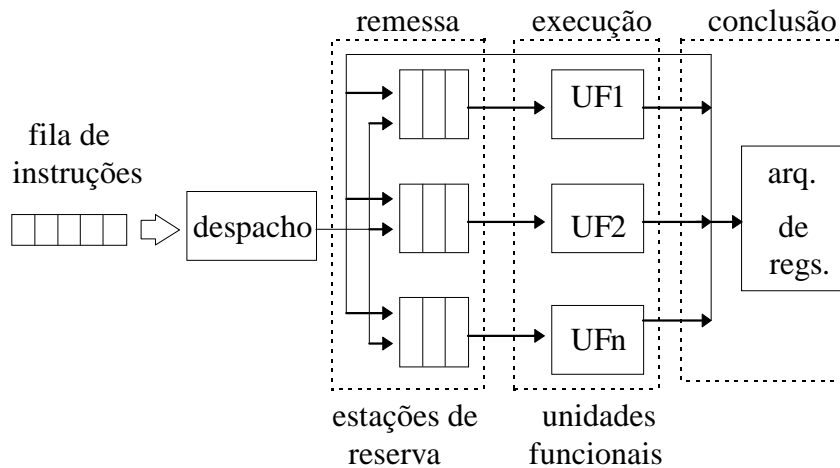 remessa
execução
conclusão
fila de
instruções
despacho
UF1
UF2
UFn
arq.
de
regs.
estações de
reserva
unidades
funcionais